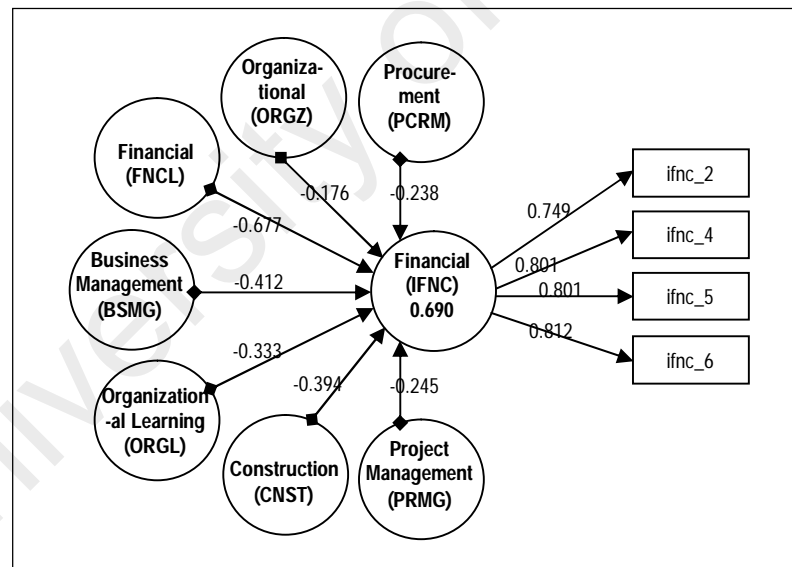 Organiza-
tional
(ORGZ)
Procure-
ment
(PCRM)
Financial
(FNCL)
-0.176
-0.238
-0.677
Business
Management
(BSMG)
-0.412
Financial
(IFNC)
0.690
0.749
0.801
0.801
0.812
ifnc_2
ifnc_4
ifnc_5
ifnc_6
-0.333
Organization
-al Learning
(ORGL)
-0.394
-0.245
Construction
(CNST)
Project
Management
(PRMG)
University of